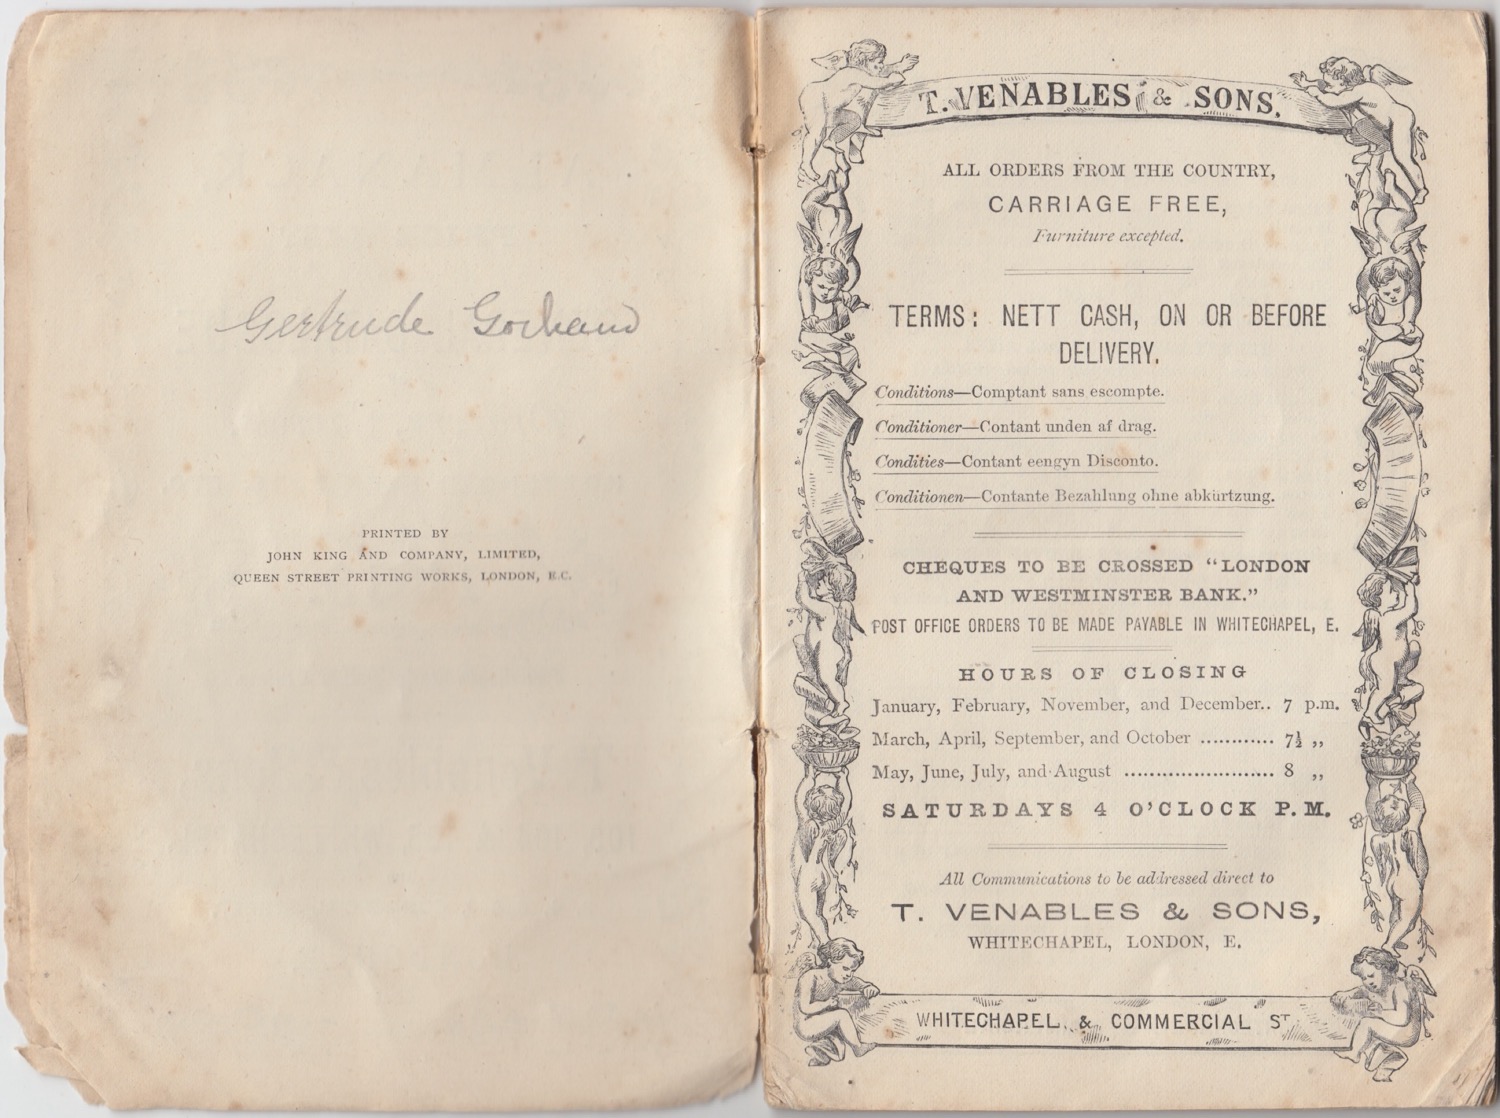 Gertrude
PRINTED BY
JOHN KING AND COMPANY, LIMITED,
QUEEN STREET PRINTING WORKS, LONDON, E.C.
T. VENABLES & SONS.
ALL ORDERS FROM THE COUNTRY,
CARRIAGE FREE,
Furniture excepted.
TERMS: NETT CASH, ON OR BEFORE
DELIVERY.
Conditions—Comptant sans escompte.
Conditioner—Contant unden af drag.
Condities—Contant eengyn Disconto.
Conditionen—Contante Bezahlung ohne abkürtzung.
CHEQUES TO BE CROSSED “LONDON
AND WESTMINSTER BANK.”
POST OFFICE ORDERS TO BE MADE PAYABLE IN WHITECHAPEL, E.
HOURS OF CLOSING
January, February, November, and December.. 7 p.m.
March, April, September, and October ............ 7½ „
May, June, July, and August ........................ 8 „
SATURDAYS 4 O'CLOCK P.M.
All Communications to be addressed direct to
T. VENABLES & SONS,
WHITECHAPEL, LONDON, E.
WHITECHAPEL & COMMERCIAL ST.